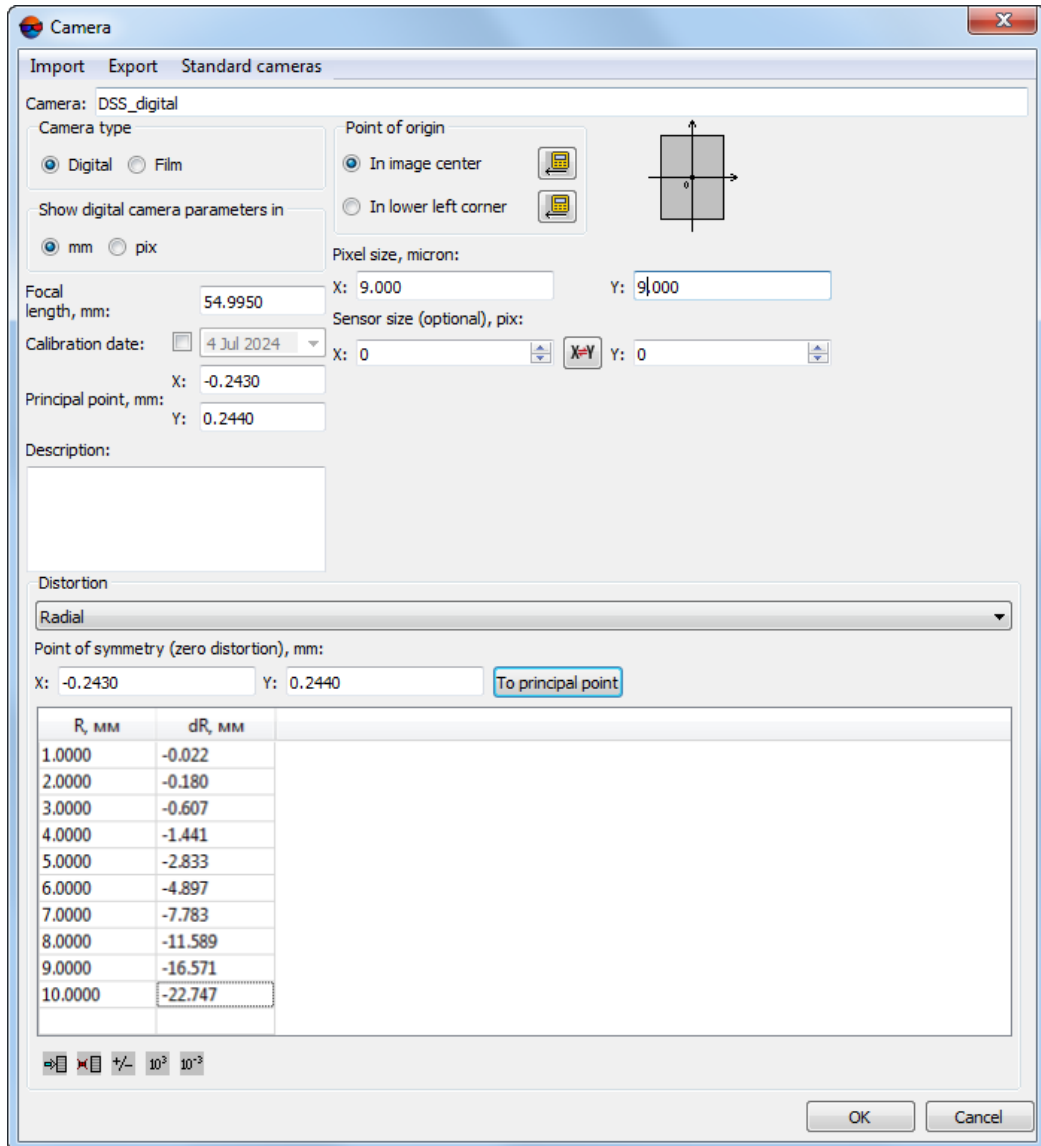 Camera
Import Export Standard cameras
Camera: DSS_digital
Camera type
Digital Film
Point of origin
In image center
In lower left corner
0
Show digital camera parameters in
mm pix
Pixel size, micron:
X: 9.000 Y: 9.000
Focal
length, mm: 54.9950
Sensor size (optional), pix:
X: 0 X⇌Y Y: 0
Calibration date: 4 Jul 2024
Principal point, mm:
X: -0.2430
Y: 0.2440
Description:
Distortion
Radial
Point of symmetry (zero distortion), mm:
X: -0.2430 Y: 0.2440 To principal point
R, мм dR, мм
1.0000 -0.022
2.0000 -0.180
3.0000 -0.607
4.0000 -1.441
5.0000 -2.833
6.0000 -4.897
7.0000 -7.783
8.0000 -11.589
9.0000 -16.571
10.0000 -22.747
+/- 10³ 10⁻³
OK Cancel